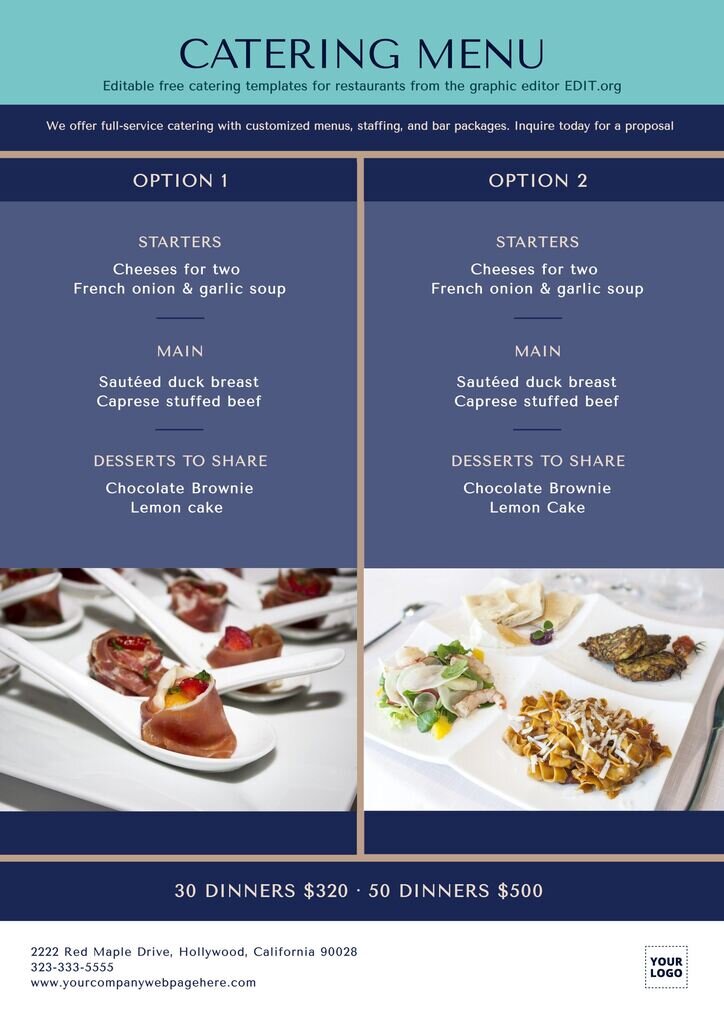 CATERING MENU
Editable free catering templates for restaurants from the graphic editor EDIT.org
We offer full-service catering with customized menus, staffing, and bar packages. Inquire today for a proposal
OPTION 1
STARTERS
Cheeses for two
French onion & garlic soup
MAIN
Sautéed duck breast
Caprese stuffed beef
DESSERTS TO SHARE
Chocolate Brownie
Lemon cake
OPTION 2
STARTERS
Cheeses for two
French onion & garlic soup
MAIN
Sautéed duck breast
Caprese stuffed beef
DESSERTS TO SHARE
Chocolate Brownie
Lemon Cake
30 DINNERS $320 · 50 DINNERS $500
2222 Red Maple Drive, Hollywood, California 90028
323-333-5555
www.yourcompanywebpagehere.com
YOUR
LOGO